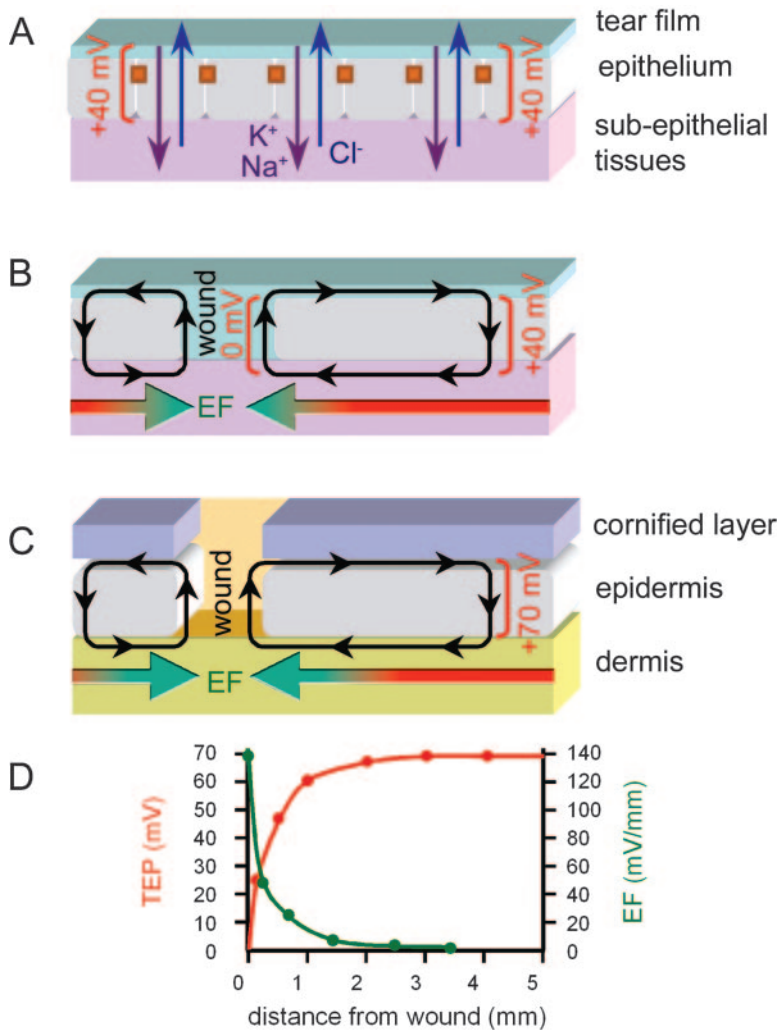 A
tear film
epithelium
sub-epithelial
tissues
+40 mV
K⁺
Na⁺
Cl⁻
+40 mV
B
wound
0 mV
+40 mV
EF
C
cornified layer
epidermis
dermis
wound
+70 mV
EF
D
TEP (mV)
70
60
50
40
30
20
10
0
140
120
100
80
60
40
20
0
EF (mV/mm)
0 1 2 3 4 5
distance from wound (mm)